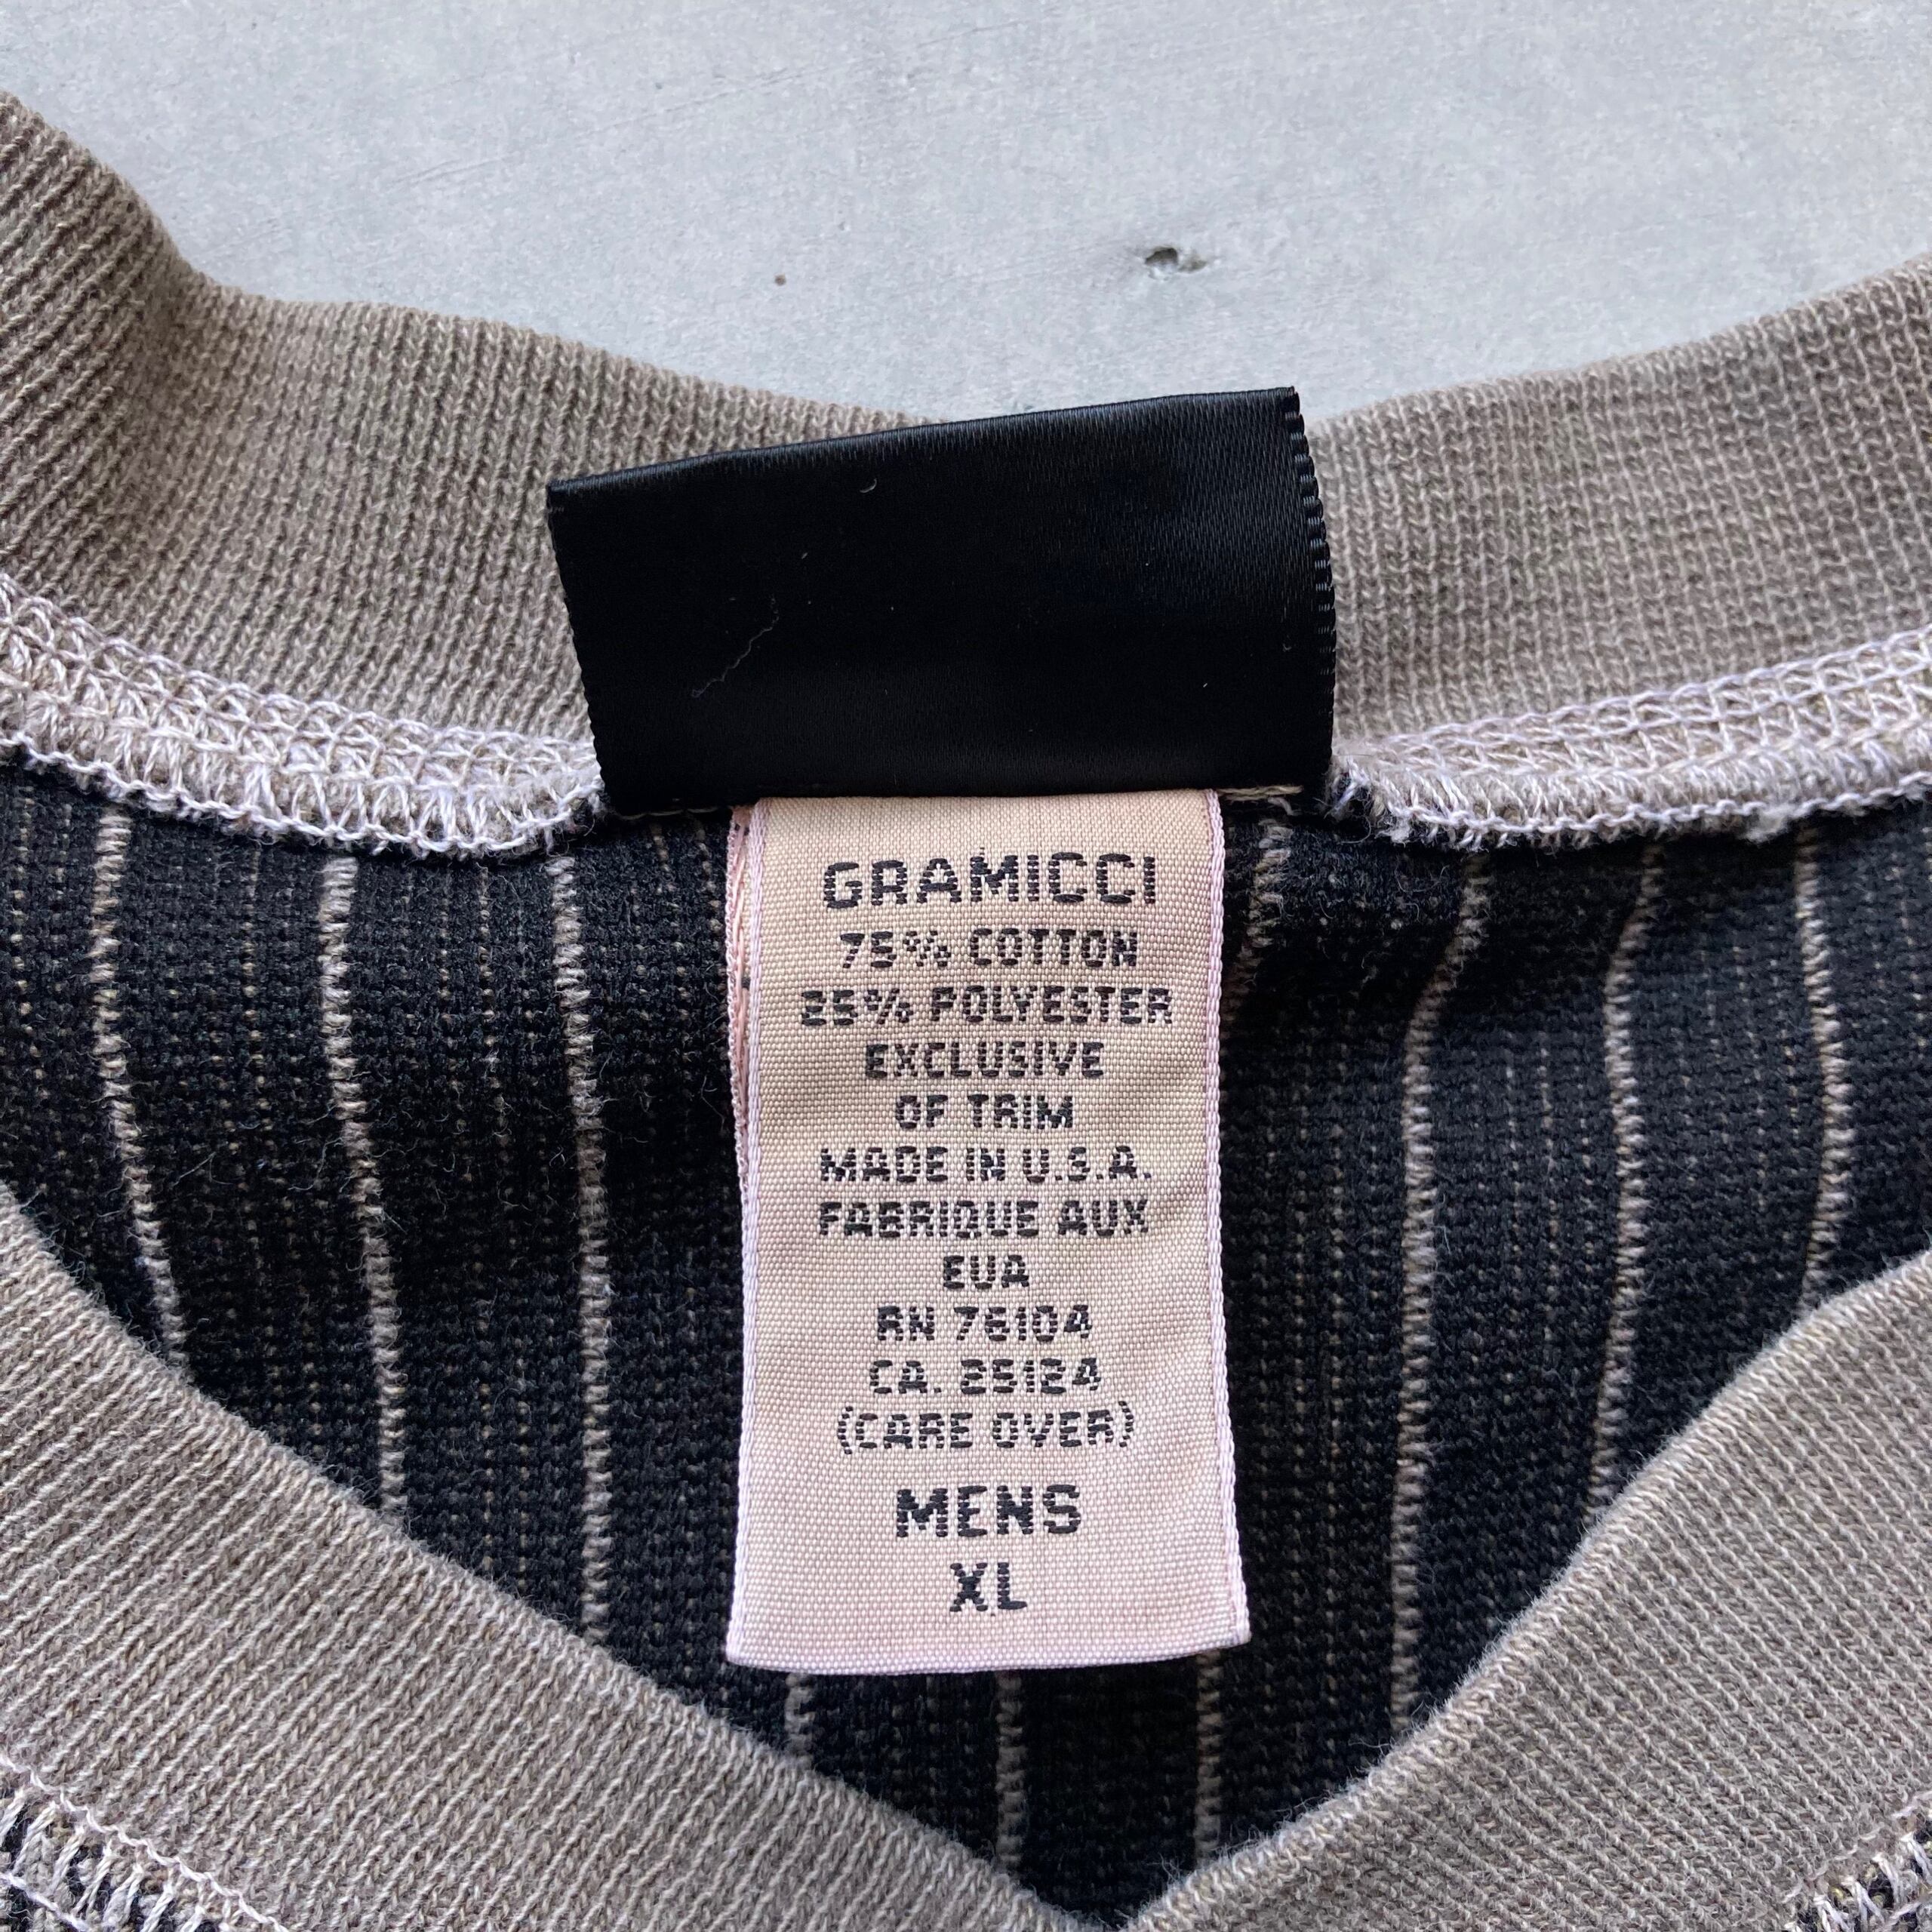 GRAMICCI
75% COTTON
25% POLYESTER
EXCLUSIVE
OF TRIM
MADE IN U.S.A.
FABRIQUE AUX
EUA
RN 76104
CA. 25124
(CARE OVER)
MENS
XL